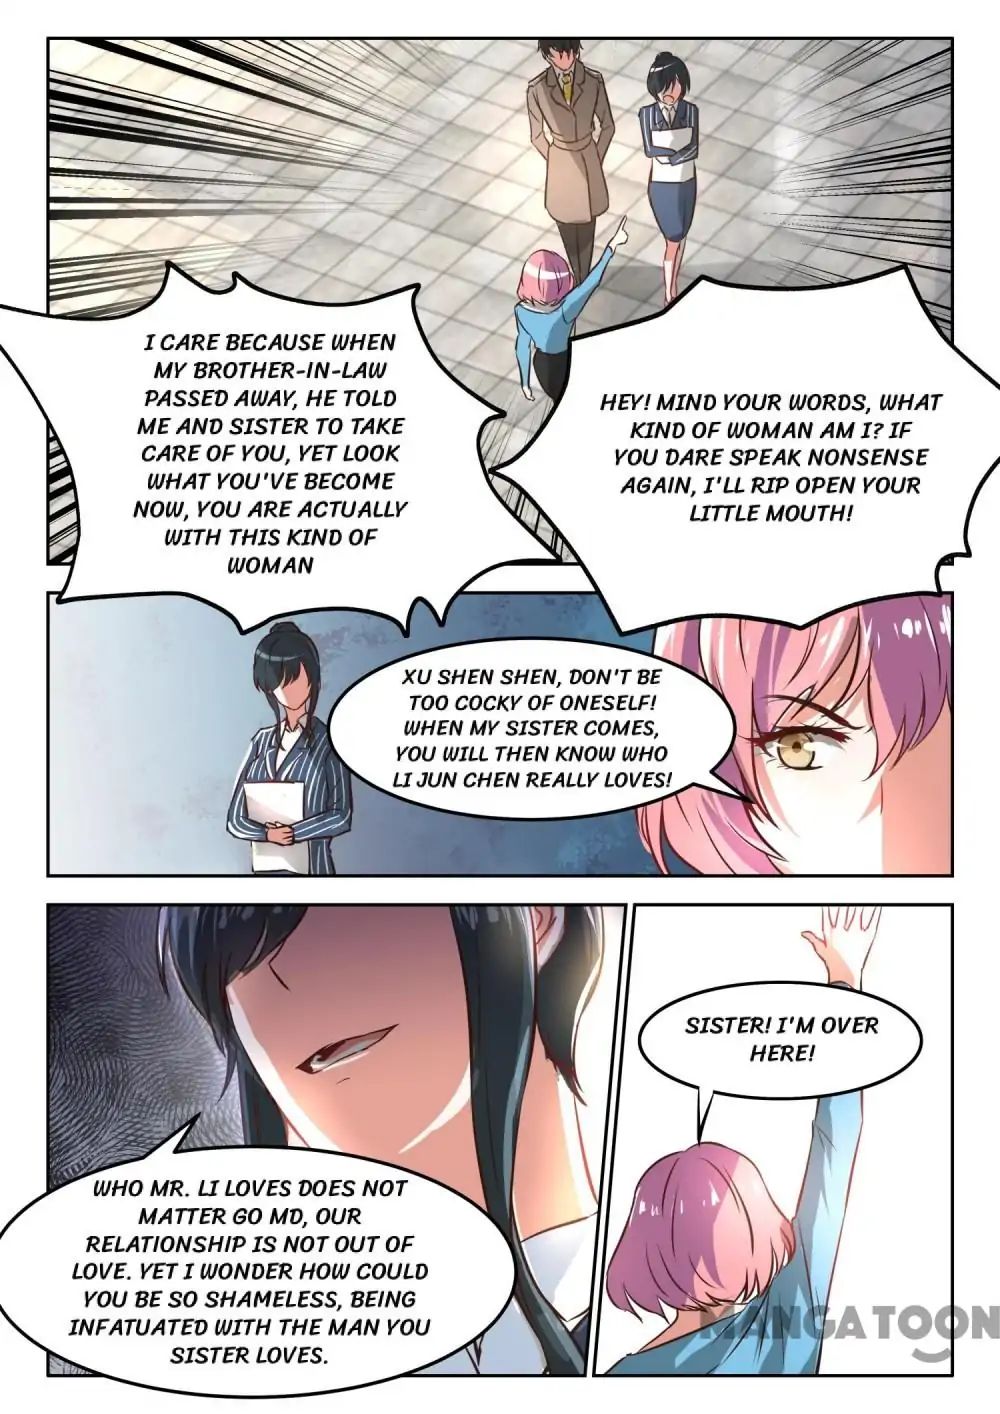 I CARE BECAUSE WHEN
MY BROTHER-IN-LAW
PASSED AWAY, HE TOLD
ME AND SISTER TO TAKE
CARE OF YOU, YET LOOK
WHAT YOU'VE BECOME
NOW, YOU ARE ACTUALLY
WITH THIS KIND OF
WOMAN
HEY! MIND YOUR WORDS, WHAT
KIND OF WOMAN AM I? IF
YOU DARE SPEAK NONSENSE
AGAIN, I'LL RIP OPEN YOUR
LITTLE MOUTH!
XU SHEN SHEN, DON'T BE
TOO COCKY OF ONESELF!
WHEN MY SISTER COMES,
YOU WILL THEN KNOW WHO
LI JUN CHEN REALLY LOVES!
WHO MR. LI LOVES DOES NOT
MATTER GO MD, OUR
RELATIONSHIP IS NOT OUT OF
LOVE. YET I WONDER HOW COULD
YOU BE SO SHAMELESS, BEING
INFATUATED WITH THE MAN YOU
SISTER LOVES.
SISTER! I'M OVER
HERE!
MANGATOON